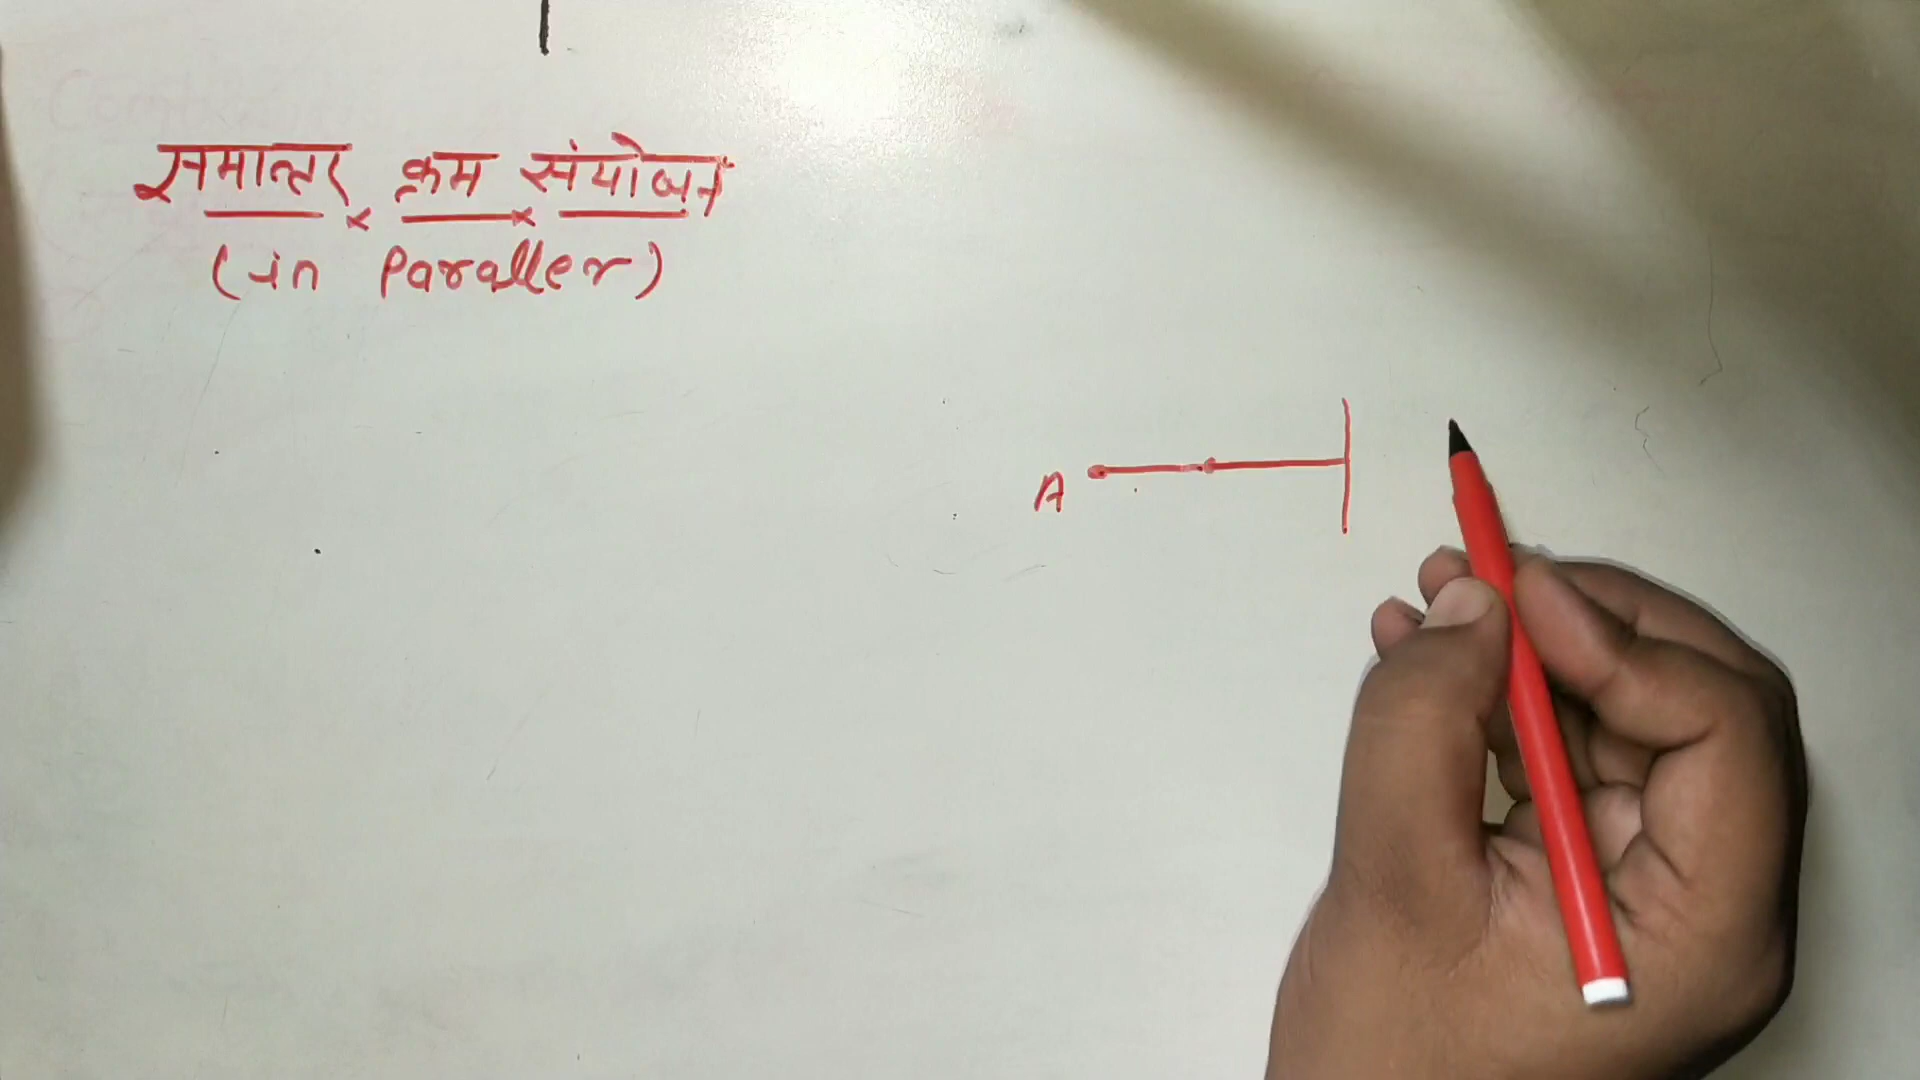 समान्तर क्रम संयोजन
(in Paraller)
A